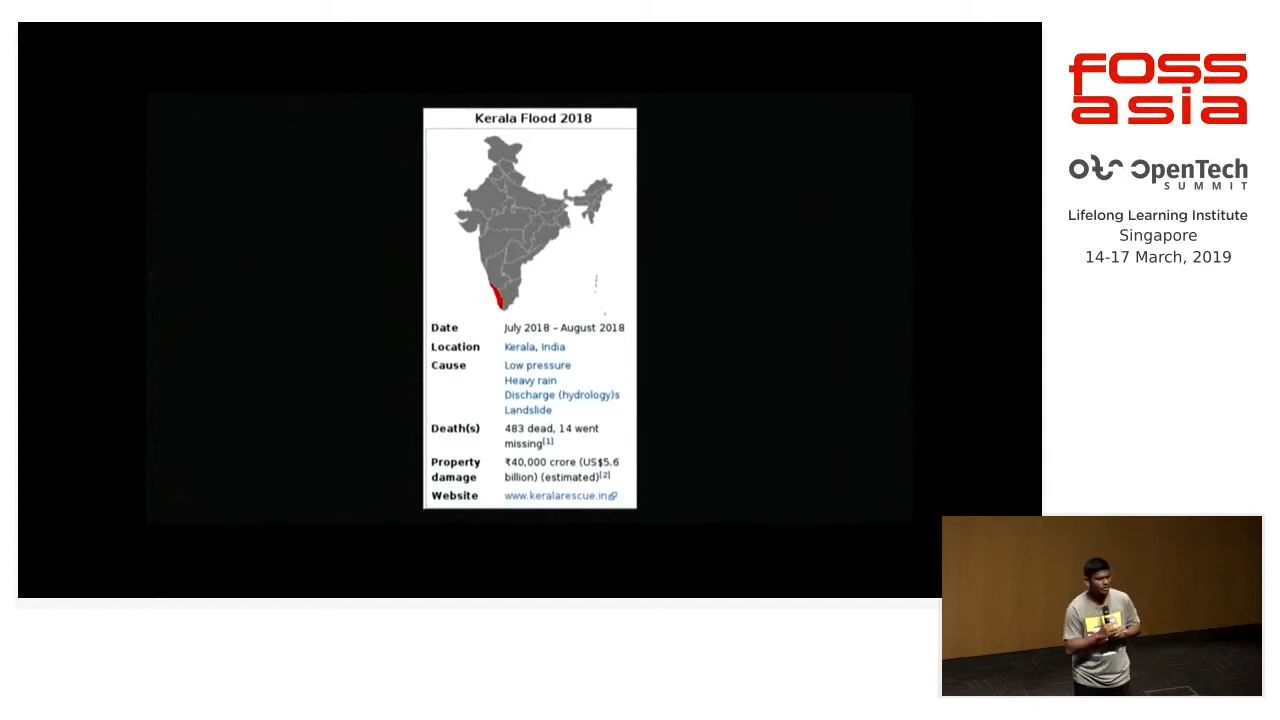 Kerala Flood 2018
Date July 2018 – August 2018
Location Kerala, India
Cause Low pressure
Heavy rain
Discharge (hydrology)s
Landslide
Death(s) 483 dead, 14 went
missing[1]
Property ₹40,000 crore (US$5.6
damage billion) (estimated)[2]
Website www.keralarescue.in
foss
asia
OpenTech
SUMMIT
Lifelong Learning Institute
Singapore
14-17 March, 2019